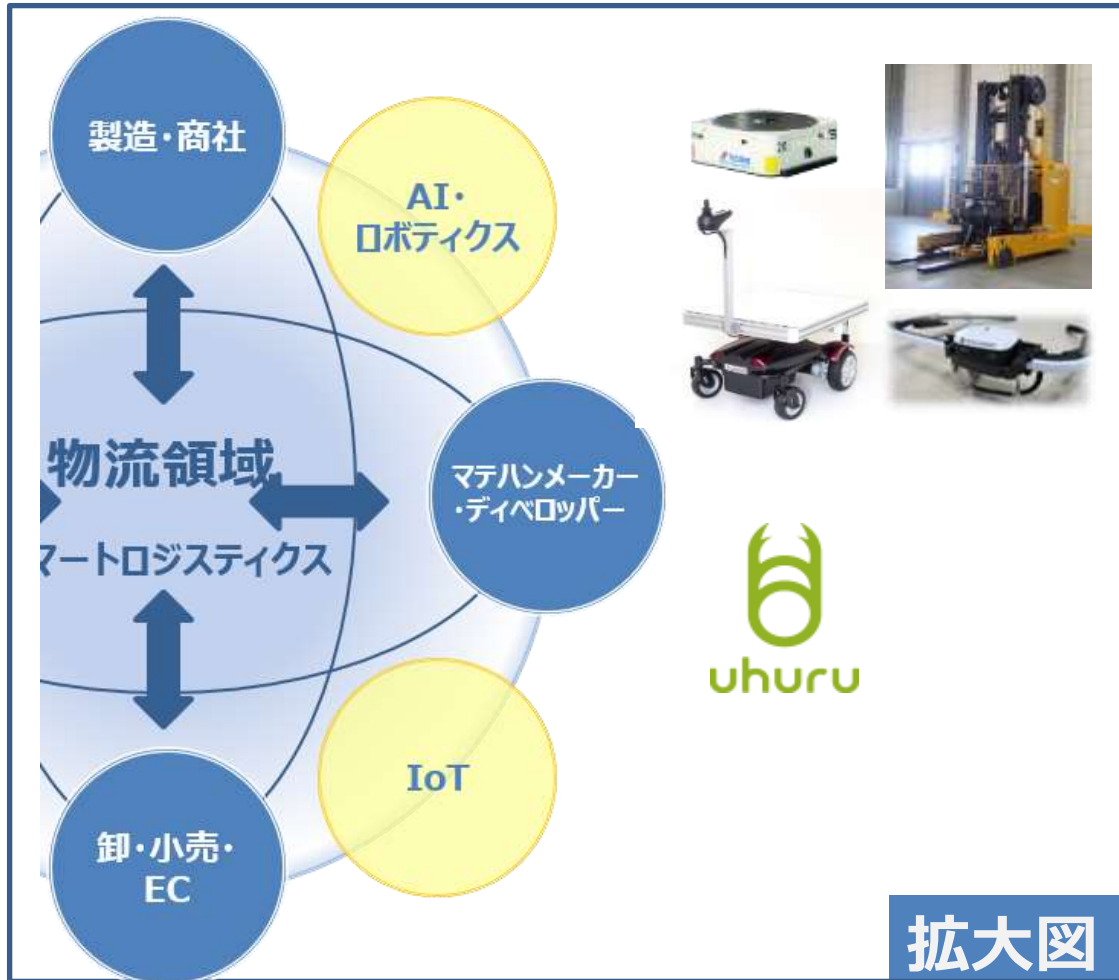 製造・商社
AI・
ロボティクス
物流領域
マートロジスティクス
マテハンメーカー
・ディベロッパー
uhuru
IoT
卸・小売・
EC
拡大図